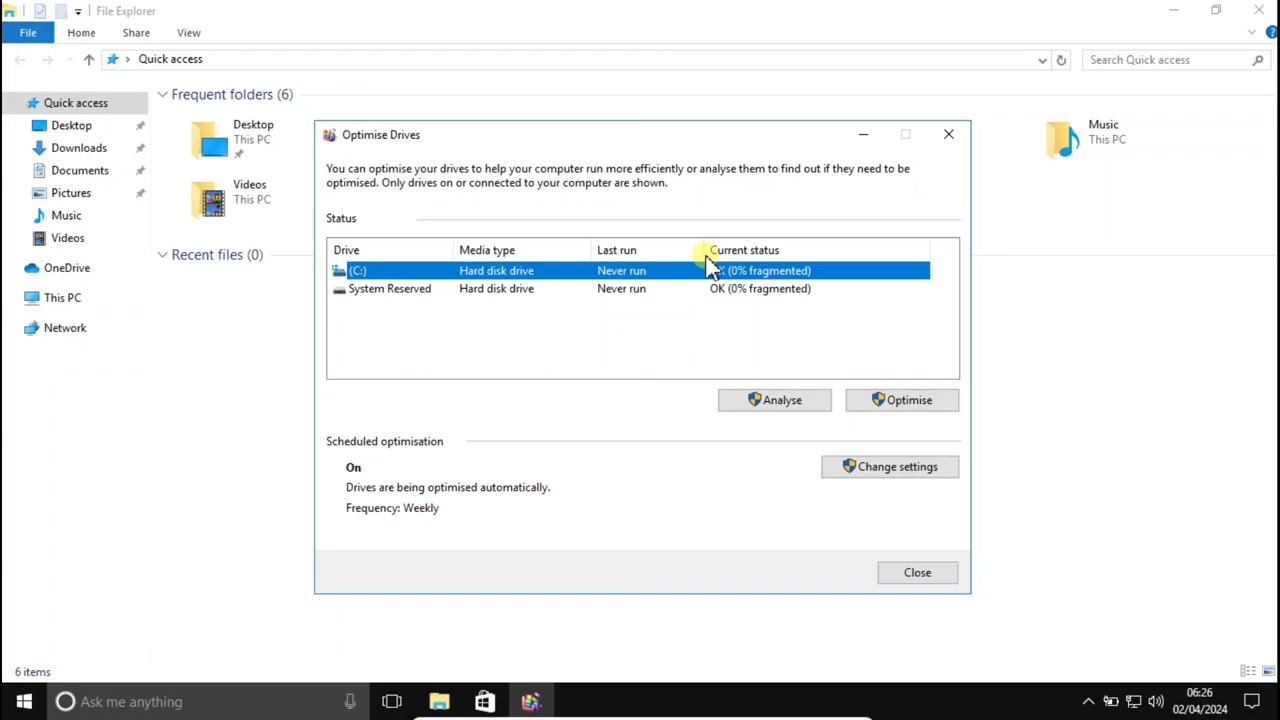 File Explorer
File Home Share View
Quick access
Search Quick access
Quick access
Desktop
Downloads
Documents
Pictures
Music
Videos
OneDrive
This PC
Network
Frequent folders (6)
Desktop
This PC
Videos
This PC
Music
This PC
Recent files (0)
Optimise Drives
You can optimise your drives to help your computer run more efficiently or analyse them to find out if they need to be
optimised. Only drives on or connected to your computer are shown.
Status
Drive Media type Last run Current status
(C:) Hard disk drive Never run (0% fragmented)
System Reserved Hard disk drive Never run OK (0% fragmented)
Analyse Optimise
Scheduled optimisation
On
Drives are being optimised automatically.
Frequency: Weekly
Change settings
Close
6 items
Ask me anything
06:26
02/04/2024